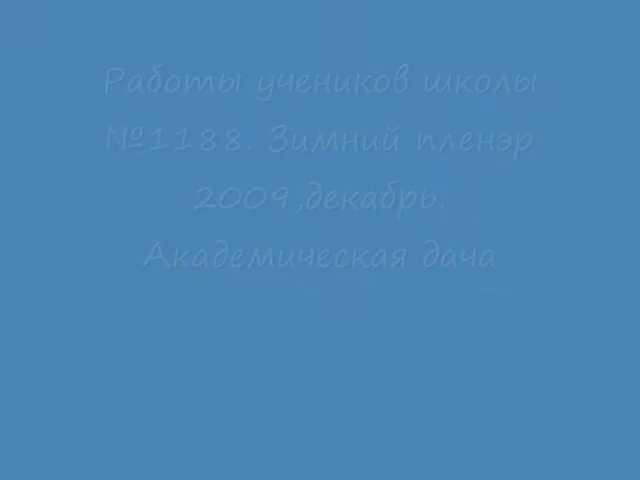 Работы учеников школы
№1188. Зимний пленэр
2009,декабрь.
Академическая дача